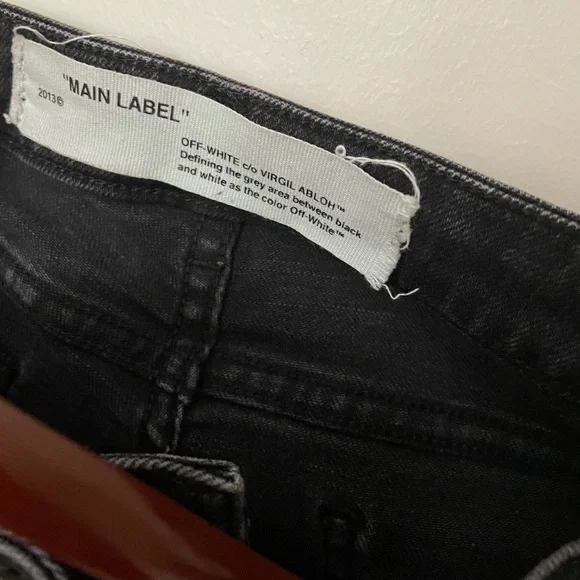 "MAIN LABEL"
2013©
OFF-WHITE c/o VIRGIL ABLOH™
Defining the grey area between black
and white as the color Off-White™